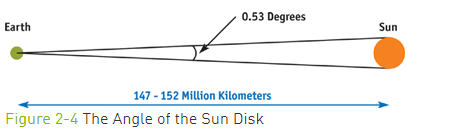 0.53 Degrees
Earth
Sun
147 - 152 Million Kilometers
Figure 2-4 The Angle of the Sun Disk